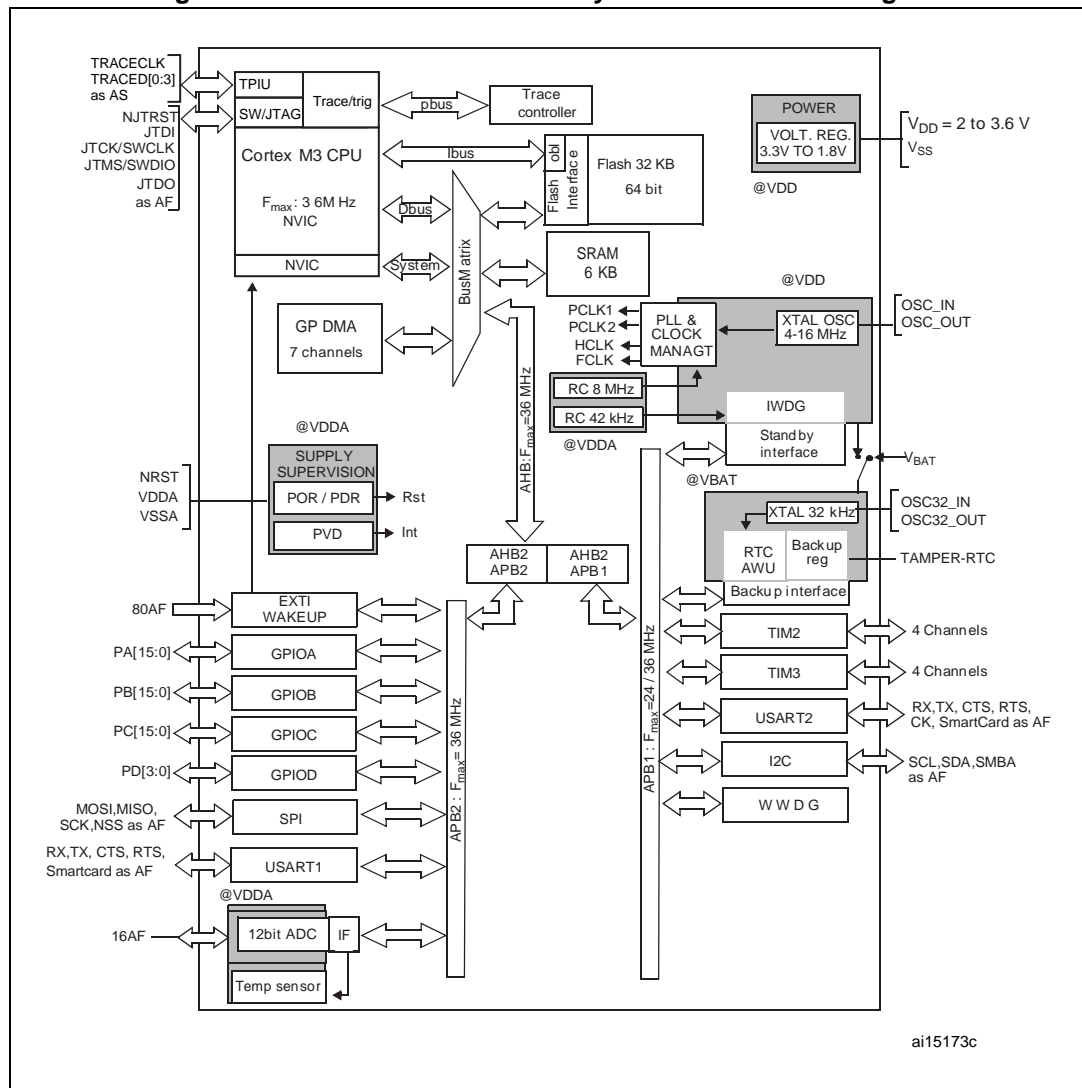 TRACECLK
TRACED[0:3]
as AS
NJTRST
JTDI
JTCK/SWCLK
JTMS/SWDIO
JTDO
as AF
TPIU
SW/JTAG
Trace/trig
Cortex M3 CPU
Fmax: 3 6M Hz
NVIC
NVIC
pbus
Trace
controller
Ibus
Dbus
System
BusM atrix
Flash
obl
Interface
Flash 32 KB
64 bit
SRAM
6 KB
POWER
VOLT. REG.
3.3V TO 1.8V
@VDD
VDD = 2 to 3.6 V
VSS
GP DMA
7 channels
@VDD
PCLK1
PCLK2
HCLK
FCLK
PLL &
CLOCK
MANAGT
XTAL OSC
4-16 MHz
OSC_IN
OSC_OUT
RC 8 MHz
RC 42 kHz
@VDDA
IWDG
Stand by
interface
@VBAT
VBAT
AHB: Fmax=36 MHz
@VDDA
SUPPLY
SUPERVISION
POR / PDR
Rst
PVD
Int
NRST
VDDA
VSSA
XTAL 32 kHz
OSC32_IN
OSC32_OUT
RTC
AWU
Backup
reg
TAMPER-RTC
Backup interface
AHB2
APB2
AHB2
APB1
80AF
EXTI
WAKEUP
PA[15:0]
GPIOA
PB[15:0]
GPIOB
PC[15:0]
GPIOC
PD[3:0]
GPIOD
MOSI,MISO,
SCK,NSS as AF
SPI
RX,TX, CTS, RTS,
Smartcard as AF
USART1
@VDDA
16AF
12bit ADC
IF
Temp sensor
APB2 : Fmax= 36 MHz
APB1 : Fmax=24 / 36 MHz
TIM2
4 Channels
TIM3
4 Channels
USART2
RX,TX, CTS, RTS,
CK, SmartCard as AF
I2C
SCL,SDA,SMBA
as AF
W W D G
ai15173c